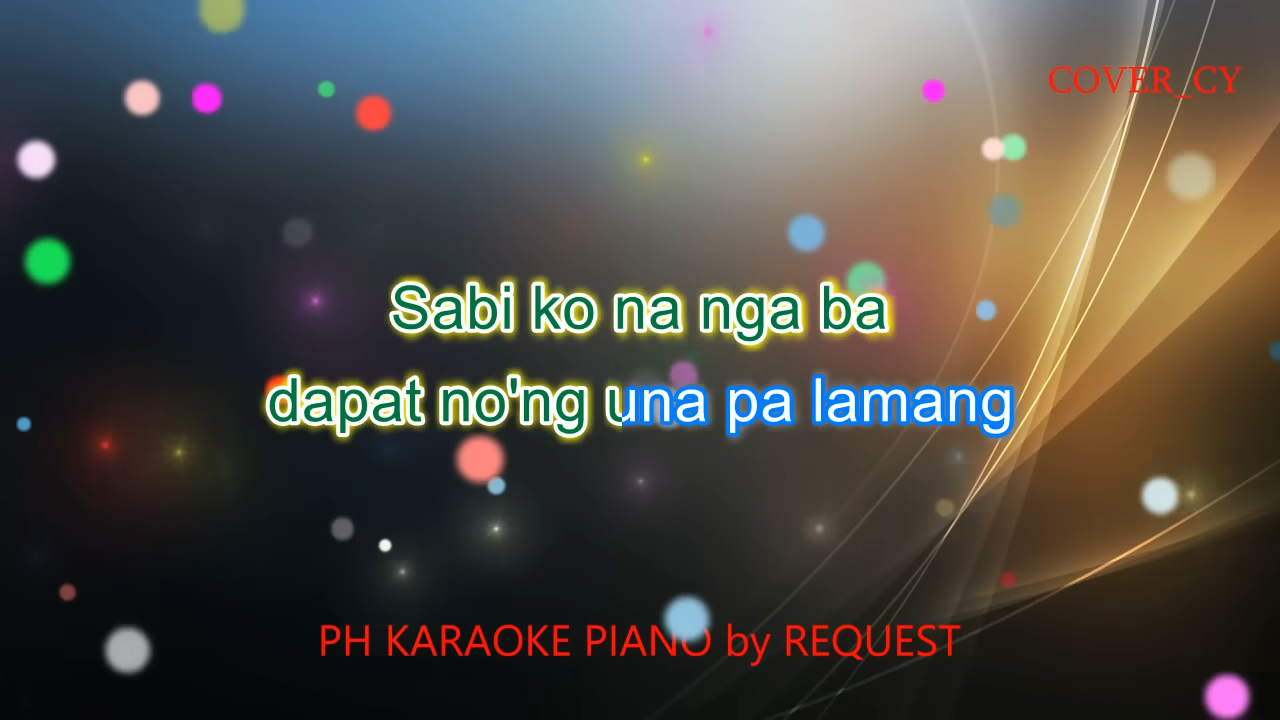 COVER_CY
Sabi ko na nga ba
dapat no'ng una pa lamang
PH KARAOKE PIANO by REQUEST